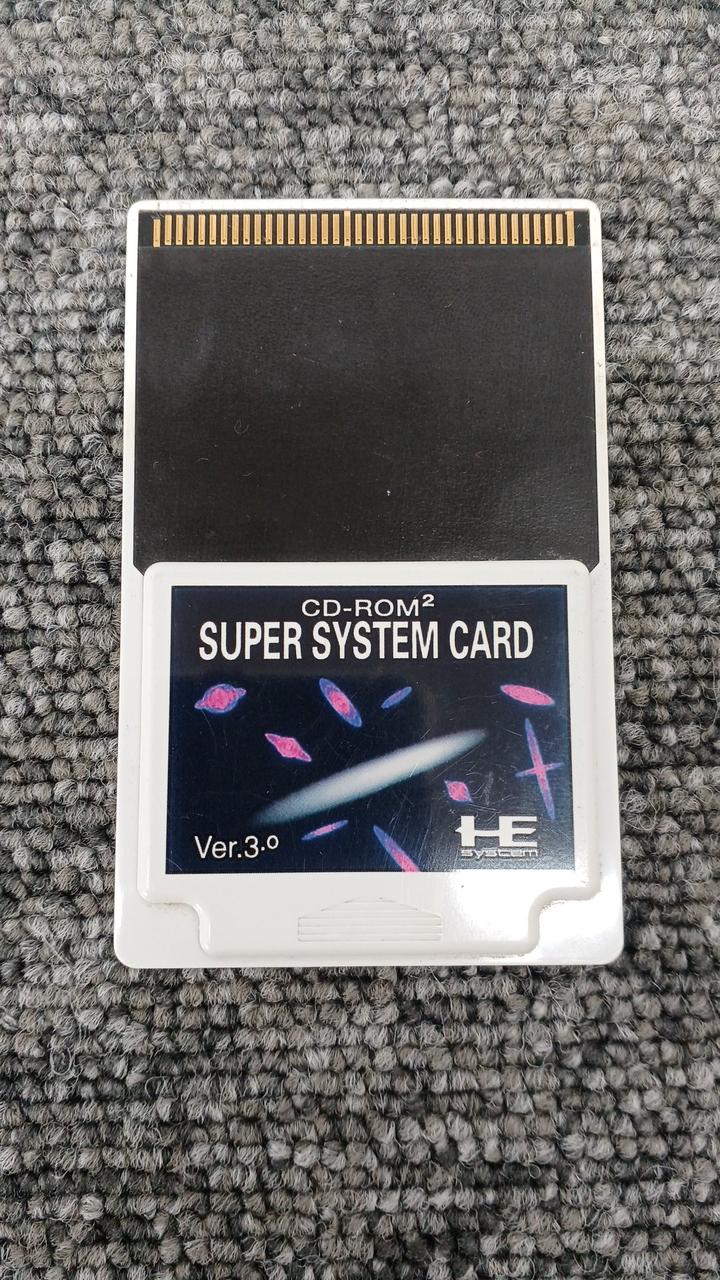 CD-ROM²
SUPER SYSTEM CARD
Ver.3.0
HE
SYSTEM